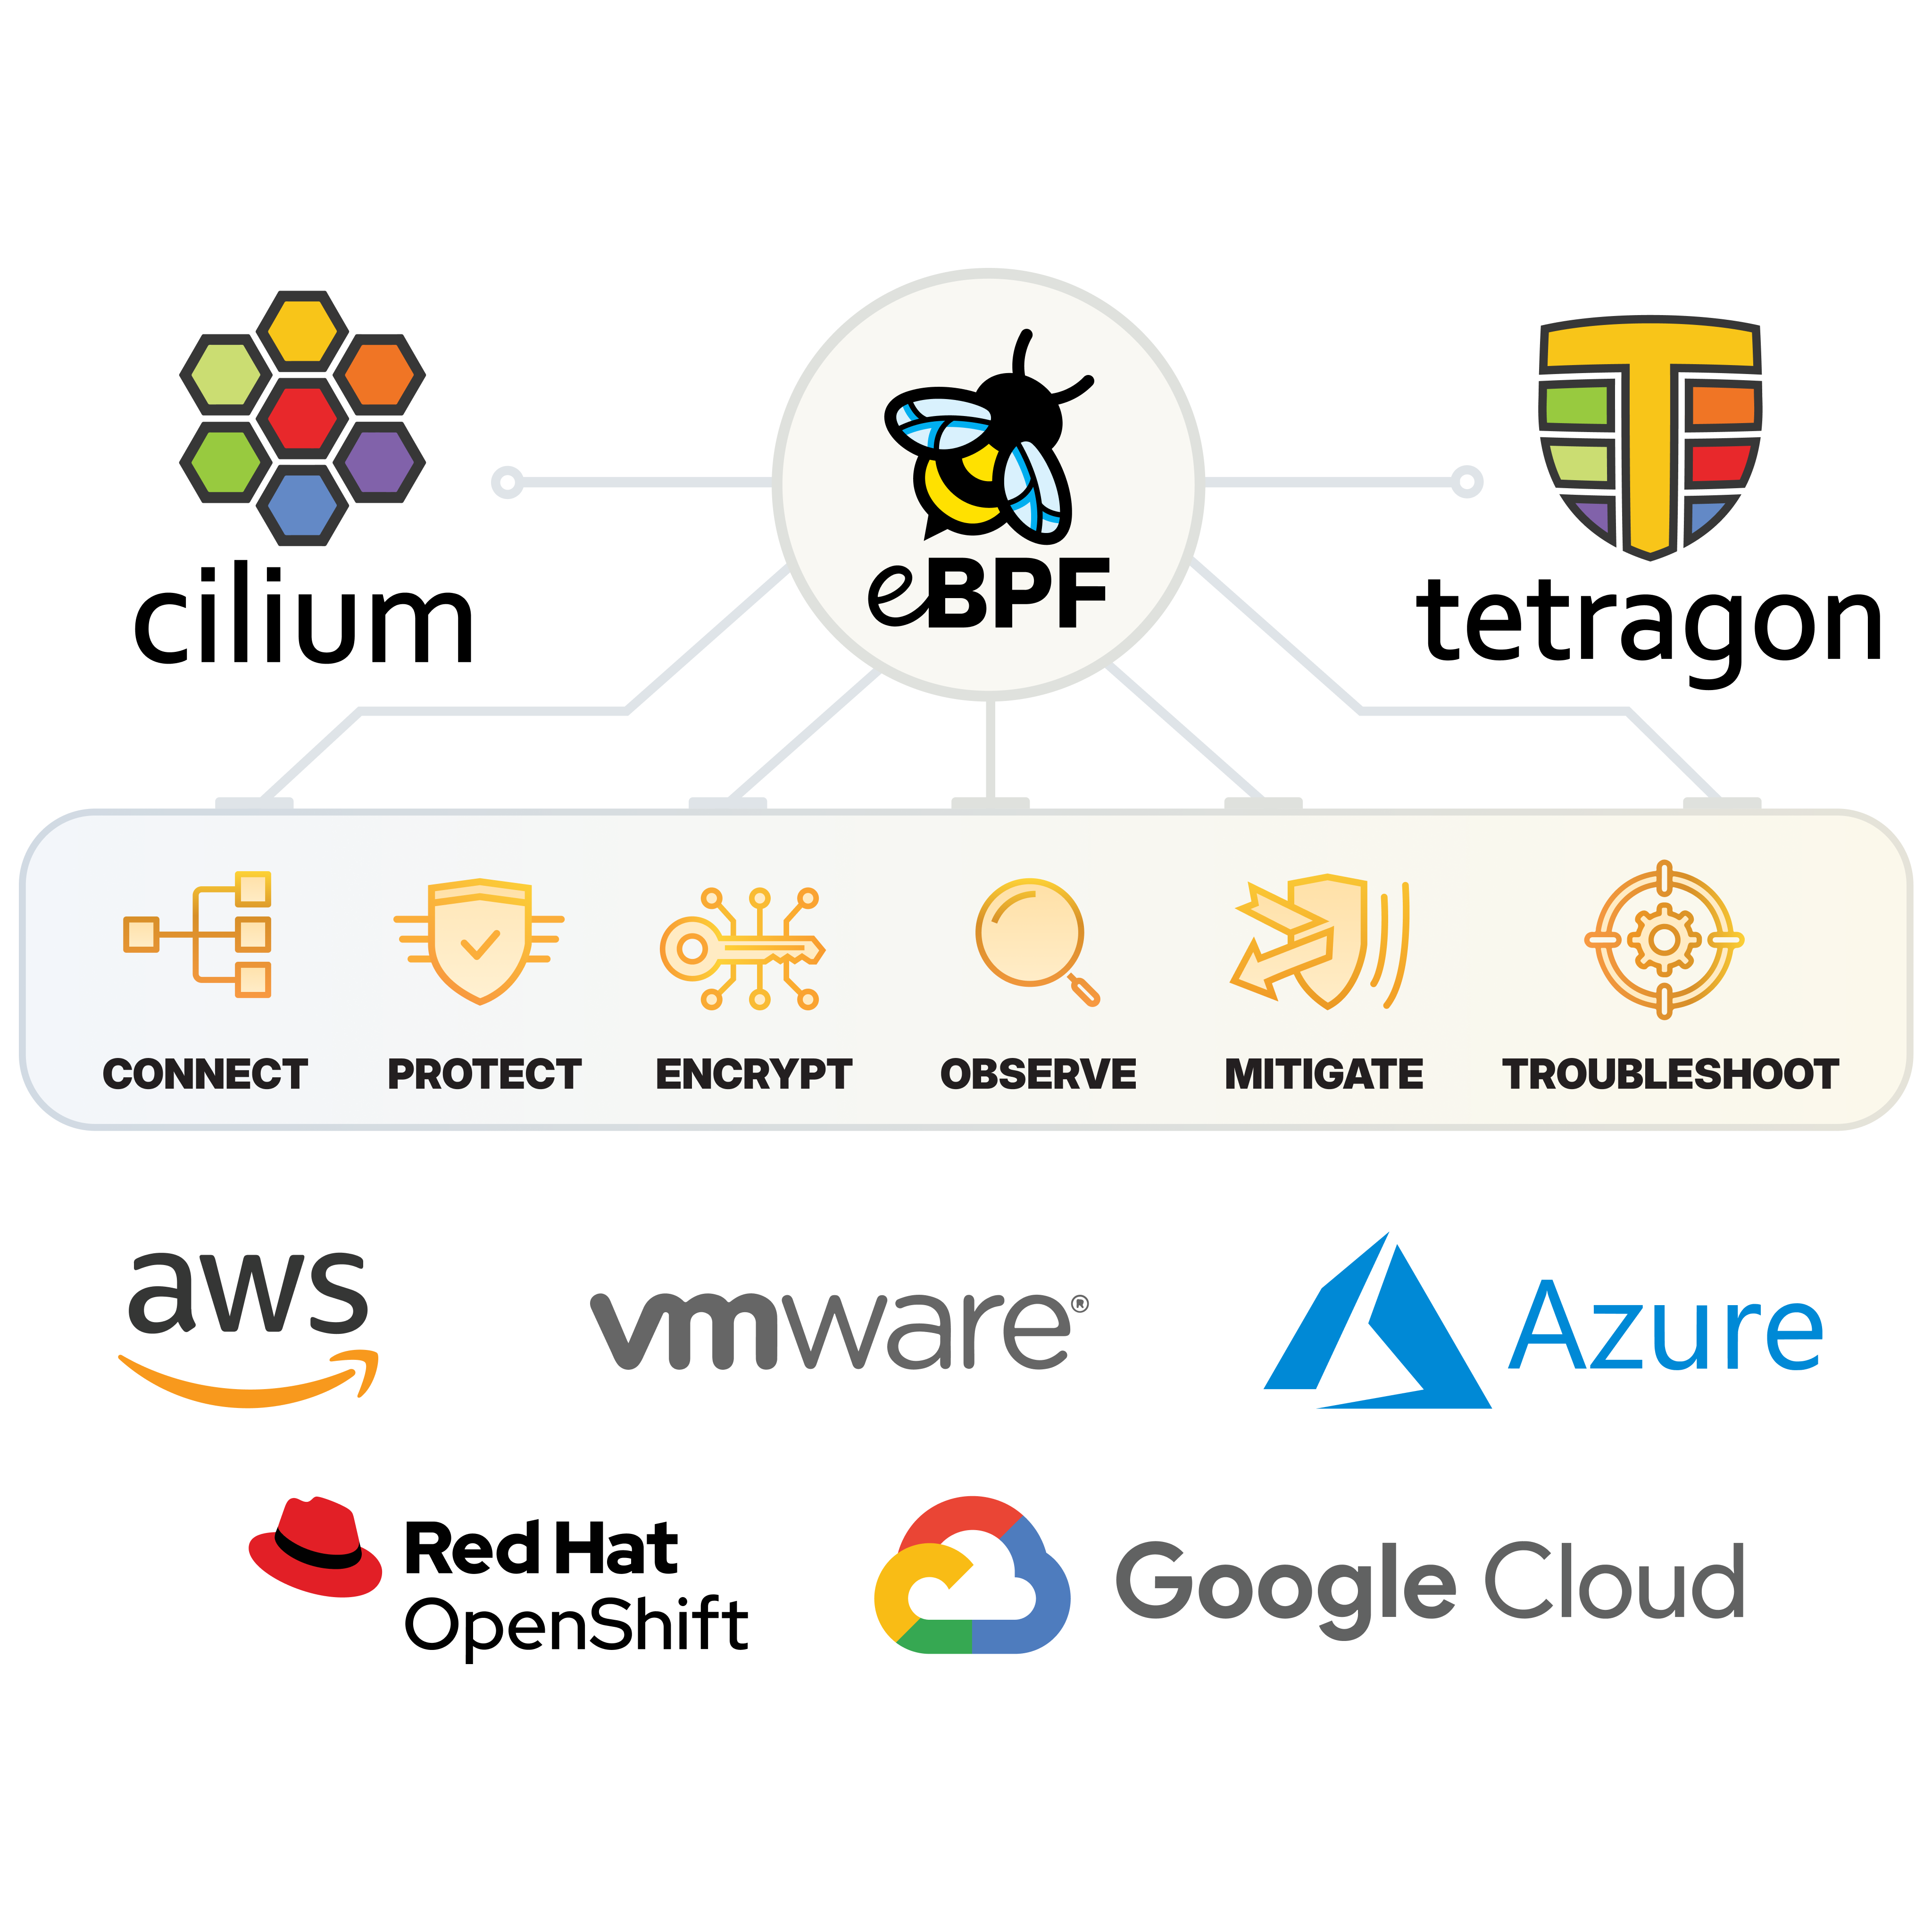 cilium
eBPF
tetragon
CONNECT
PROTECT
ENCRYPT
OBSERVE
MITIGATE
TROUBLESHOOT
aws
vmware®
Azure
Red Hat
OpenShift
Google Cloud